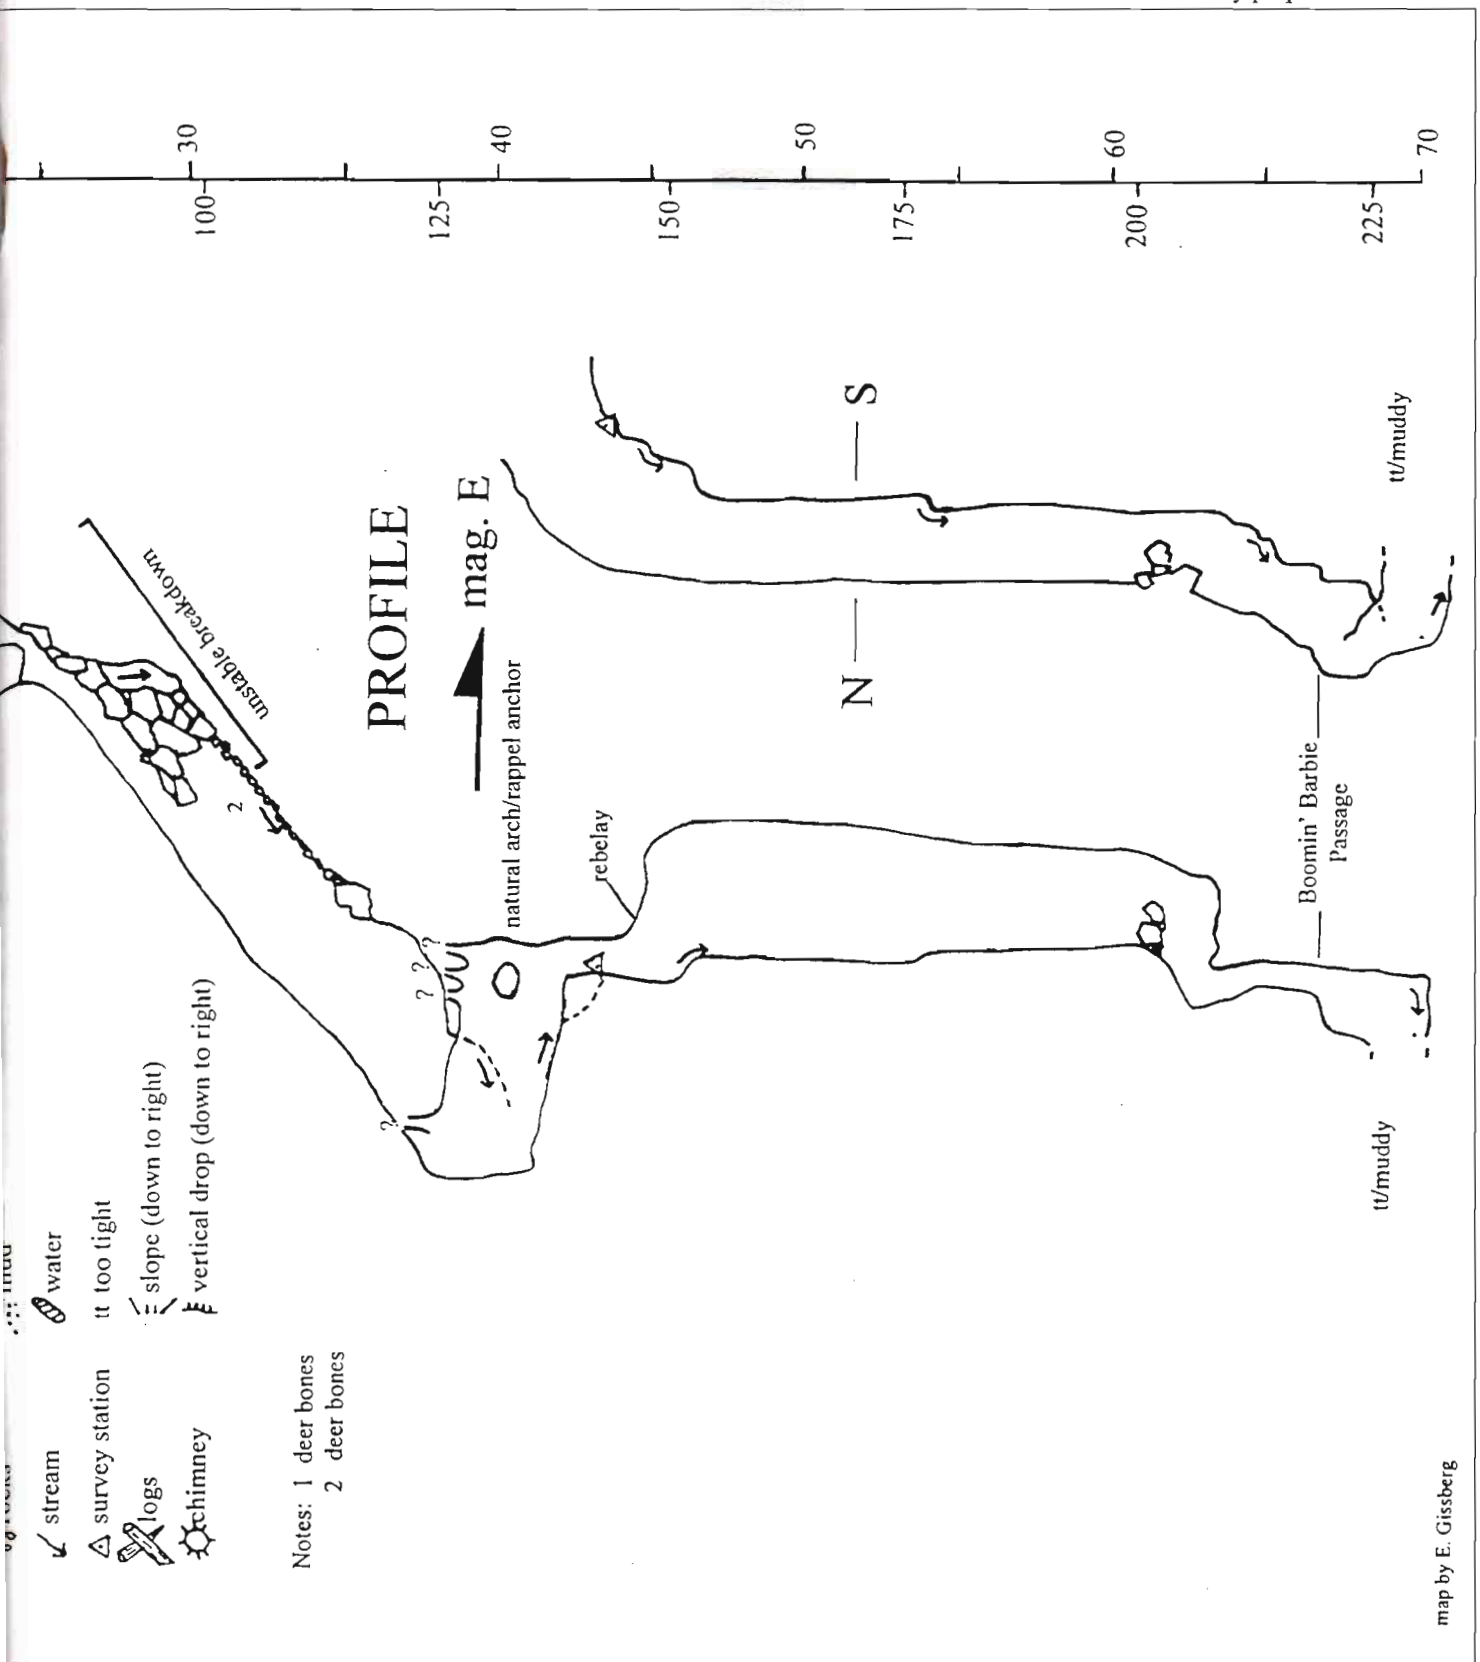 30
40
50
60
70
100
125
150
175
200
225
unstable breakdown
2
PROFILE
mag. E
natural arch/rappel anchor
rebelay
?
?
?
?
N
S
Boomin' Barbie
Passage
tt/muddy
tt/muddy
stream
water
survey station
tt too tight
logs
slope (down to right)
chimney
vertical drop (down to right)
Notes: 1 deer bones
2 deer bones
map by E. Gissberg